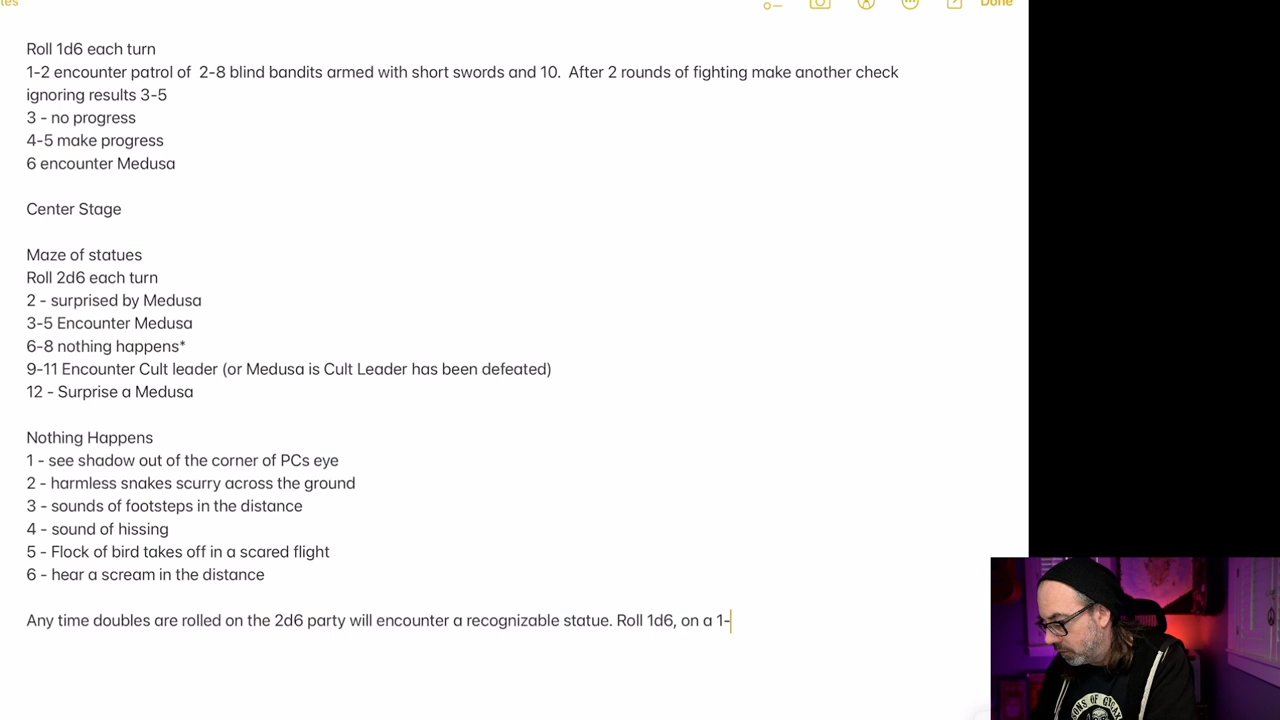 Done
Roll 1d6 each turn
1-2 encounter patrol of  2-8 blind bandits armed with short swords and 10.  After 2 rounds of fighting make another check
ignoring results 3-5
3 - no progress
4-5 make progress
6 encounter Medusa
Center Stage
Maze of statues
Roll 2d6 each turn
2 - surprised by Medusa
3-5 Encounter Medusa
6-8 nothing happens*
9-11 Encounter Cult leader (or Medusa is Cult Leader has been defeated)
12 - Surprise a Medusa
Nothing Happens
1 - see shadow out of the corner of PCs eye
2 - harmless snakes scurry across the ground
3 - sounds of footsteps in the distance
4 - sound of hissing
5 - Flock of bird takes off in a scared flight
6 - hear a scream in the distance
Any time doubles are rolled on the 2d6 party will encounter a recognizable statue. Roll 1d6, on a 1-